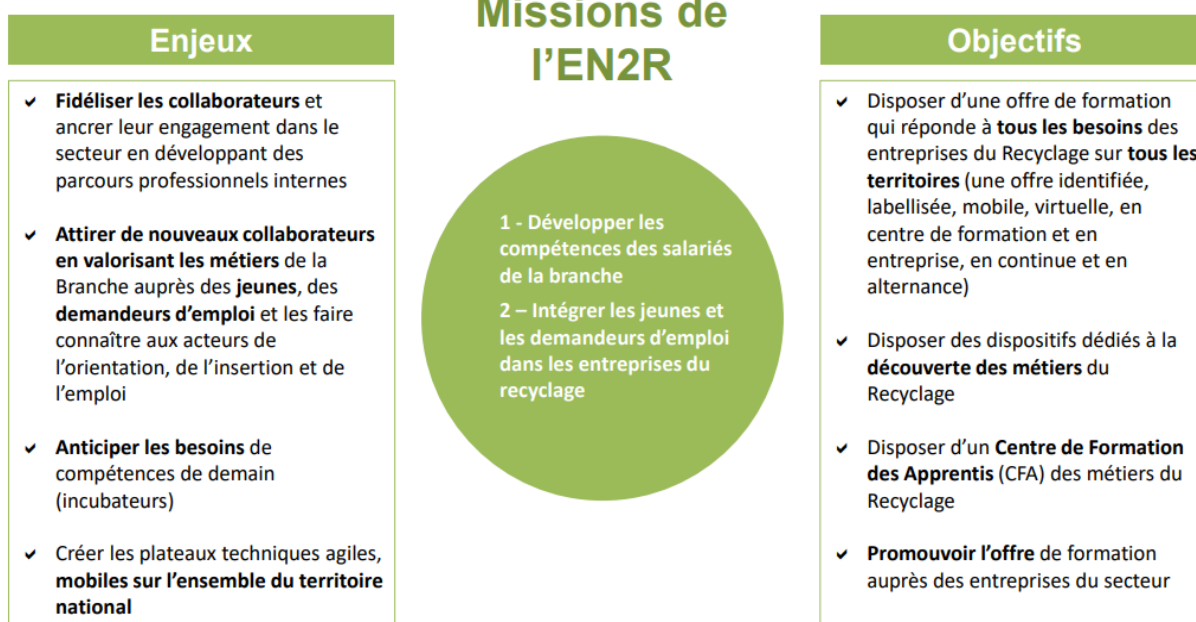 Enjeux
Fidéliser les collaborateurs et
ancrer leur engagement dans le
secteur en développant des
parcours professionnels internes
Attirer de nouveaux collaborateurs
en valorisant les métiers de la
Branche auprès des jeunes, des
demandeurs d’emploi et les faire
connaître aux acteurs de
l’orientation, de l’insertion et de
l’emploi
Anticiper les besoins de
compétences de demain
(incubateurs)
Créer les plateaux techniques agiles,
mobiles sur l’ensemble du territoire
national
Missions de
l’EN2R
1 - Développer les
compétences des salariés
de la branche
2 – Intégrer les jeunes et
les demandeurs d’emploi
dans les entreprises du
recyclage
Objectifs
Disposer d’une offre de formation
qui réponde à tous les besoins des
entreprises du Recyclage sur tous les
territoires (une offre identifiée,
labellisée, mobile, virtuelle, en
centre de formation et en
entreprise, en continue et en
alternance)
Disposer des dispositifs dédiés à la
découverte des métiers du
Recyclage
Disposer d’un Centre de Formation
des Apprentis (CFA) des métiers du
Recyclage
Promouvoir l’offre de formation
auprès des entreprises du secteur